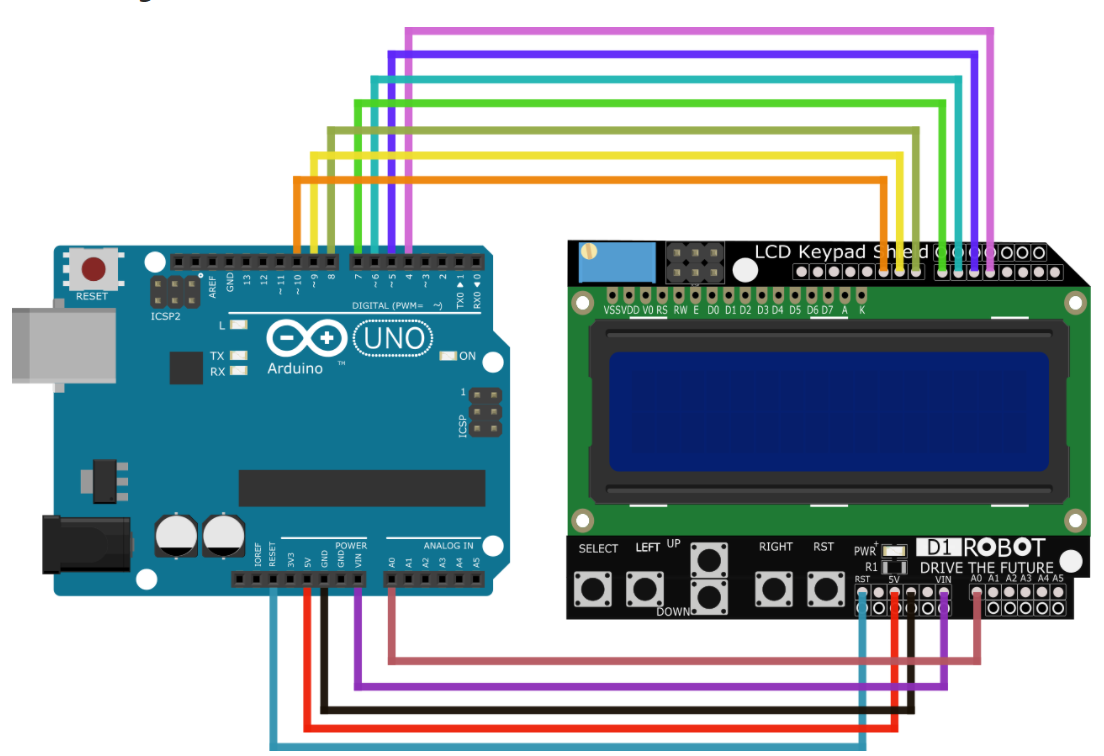 RESET
ICSP2
AREF
GND
13
12
~11
~10
~9
8
7
~6
~5
4
~3
2
TX0 ▶ 1
RX0 ◀ 0
DIGITAL (PWM= ~)
L
TX
RX
Arduino
TM
UNO
ON
1
ICSP
IOREF
RESET
3V3
5V
GND
GND
VIN
POWER
A0
A1
A2
A3
A4
A5
ANALOG IN
LCD Keypad Shield
VSS VDD V0 RS RW E D0 D1 D2 D3 D4 D5 D6 D7 A K
SELECT
LEFT
UP
DOWN
RIGHT
RST
PWR+
R1
D1 ROBOT
DRIVE THE FUTURE
RST
5V
VIN
A0 A1 A2 A3 A4 A5